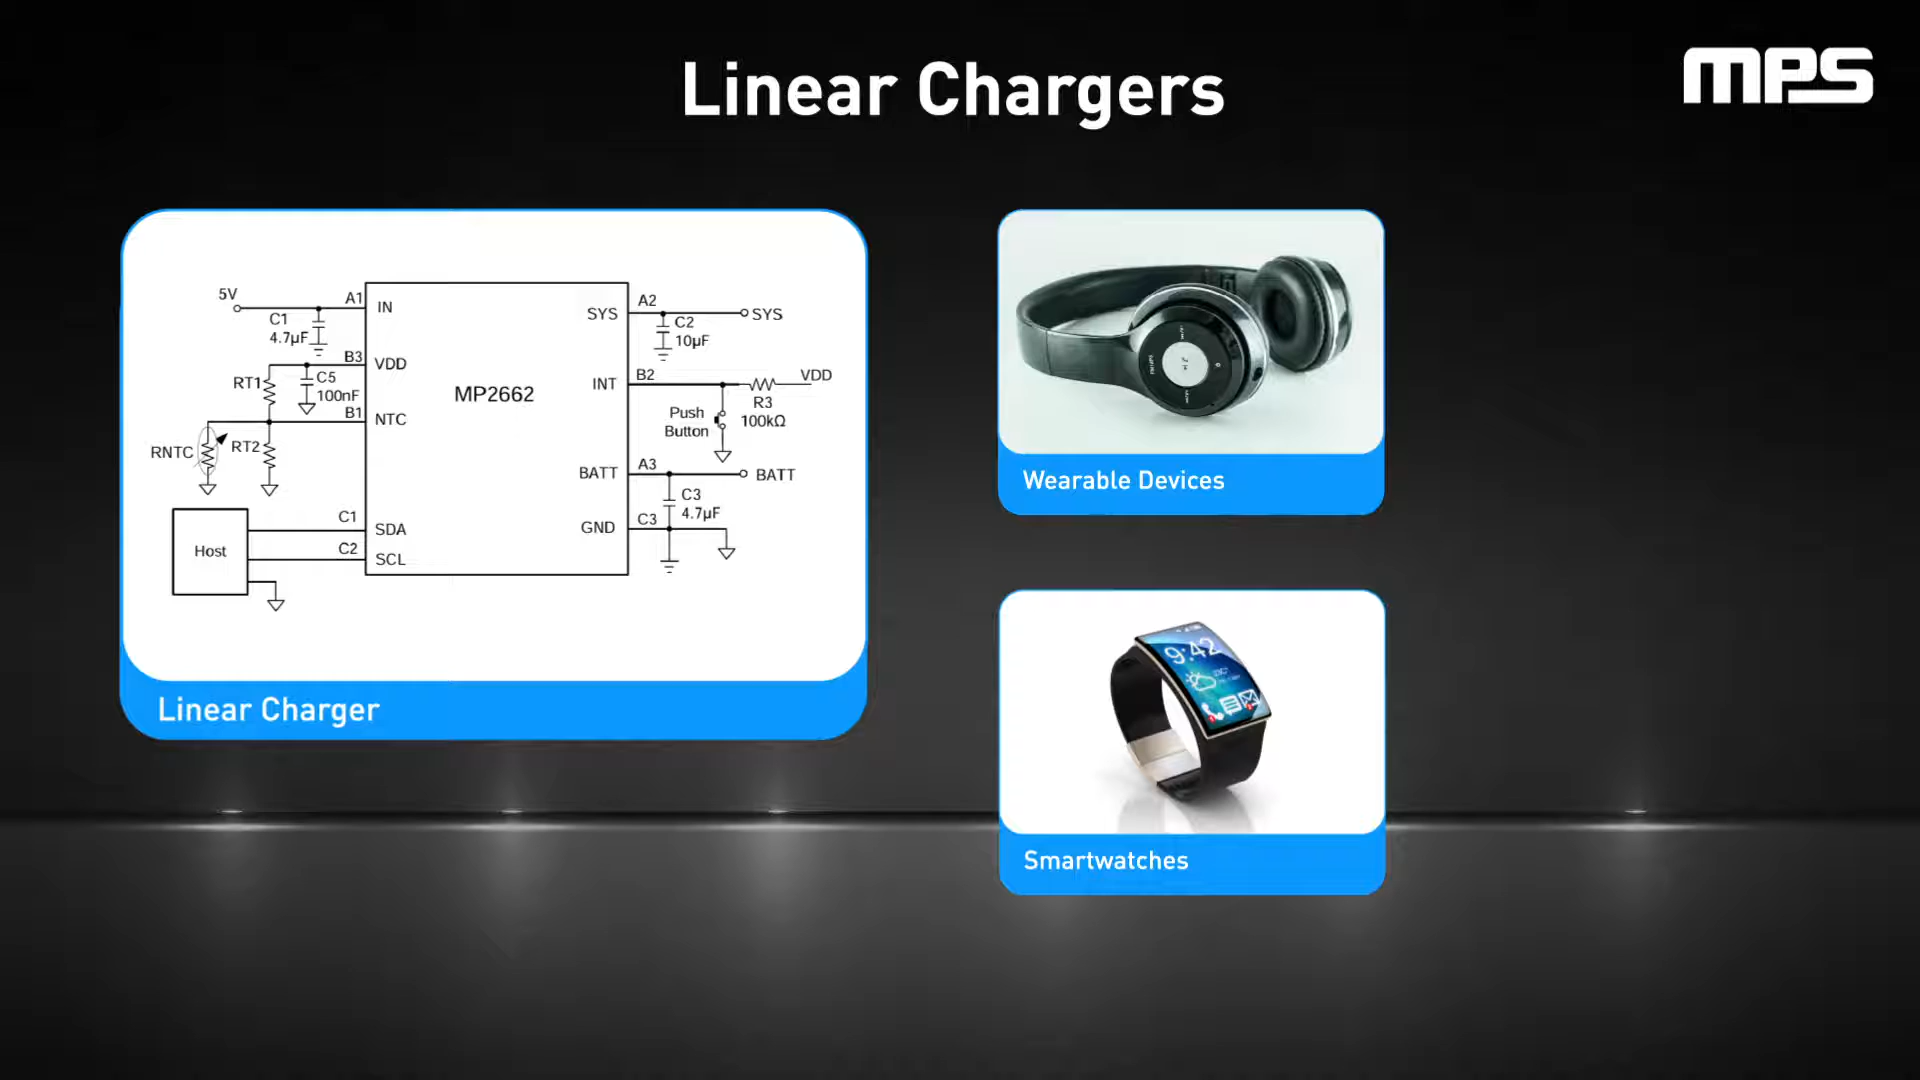 Linear Chargers
mps
5V
A1
IN
C1
4.7µF
B3
VDD
RT1
C5
100nF
B1
NTC
RNTC
RT2
Host
C1
SDA
C2
SCL
MP2662
SYS
A2
SYS
C2
10µF
INT
B2
VDD
R3
100kΩ
Push
Button
BATT
A3
BATT
C3
4.7µF
GND
C3
Linear Charger
Wearable Devices
9:42
Smartwatches